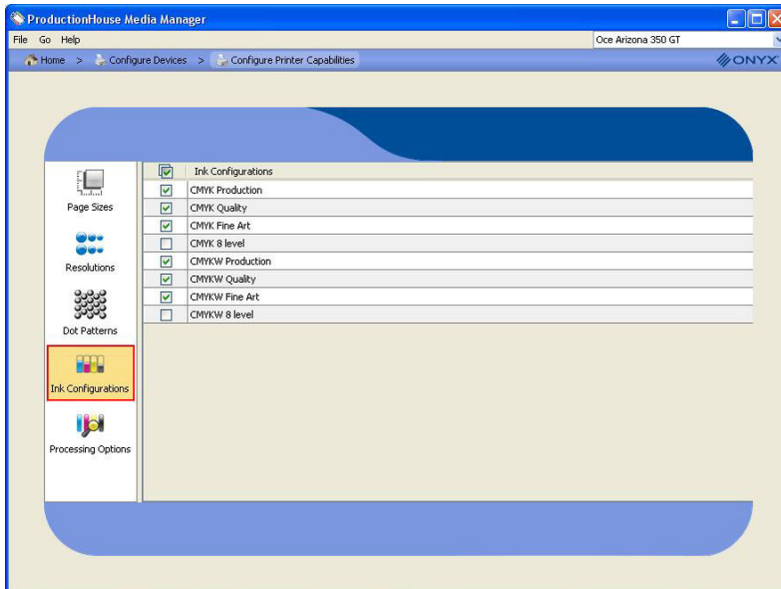 ProductionHouse Media Manager
File Go Help
Oce Arizona 350 GT
Home > Configure Devices > Configure Printer Capabilities
ONYX
Ink Configurations
CMYK Production
CMYK Quality
CMYK Fine Art
CMYK 8 level
CMYKW Production
CMYKW Quality
CMYKW Fine Art
CMYKW 8 level
Page Sizes
Resolutions
Dot Patterns
Ink Configurations
Processing Options